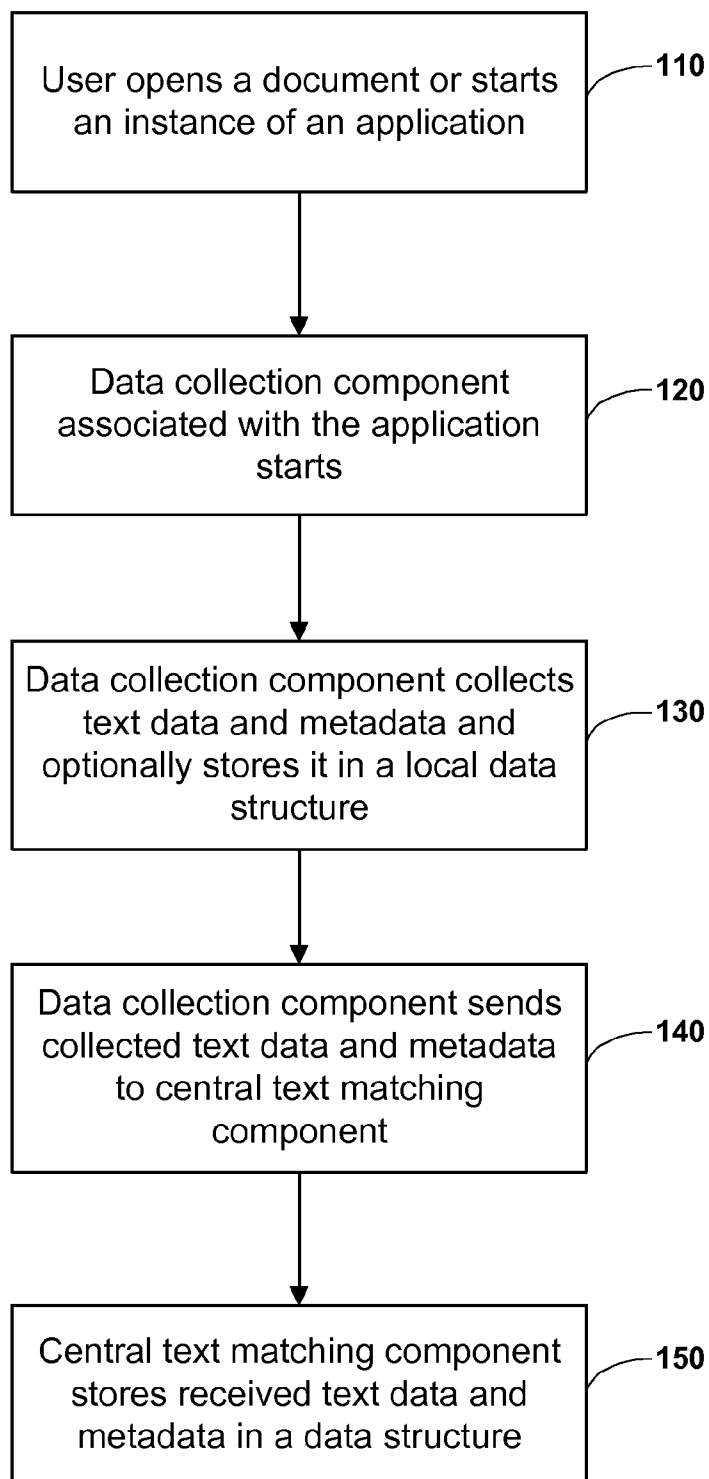 User opens a document or starts
an instance of an application
110
Data collection component
associated with the application
starts
120
Data collection component collects
text data and metadata and
optionally stores it in a local data
structure
130
Data collection component sends
collected text data and metadata
to central text matching
component
140
Central text matching component
stores received text data and
metadata in a data structure
150